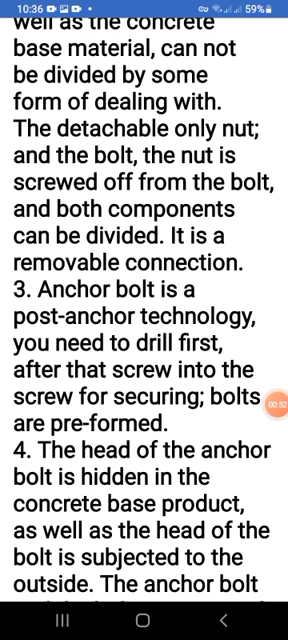 10:36
59%
well as the concrete
base material, can not
be divided by some
form of dealing with.
The detachable only nut;
and the bolt, the nut is
screwed off from the bolt,
and both components
can be divided. It is a
removable connection.
3. Anchor bolt is a
post-anchor technology,
you need to drill first,
after that screw into the
screw for securing; bolts
00:52
are pre-formed.
4. The head of the anchor
bolt is hidden in the
concrete base product,
as well as the head of the
bolt is subjected to the
outside. The anchor bolt